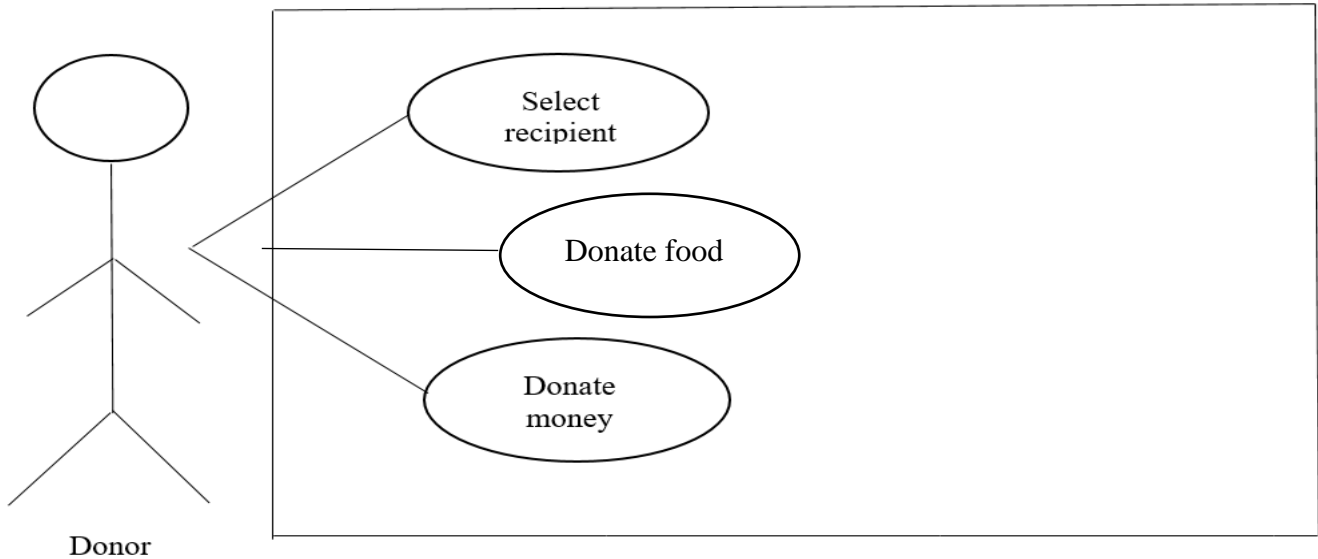 Select
recipient
Donate food
Donate
money
Donor